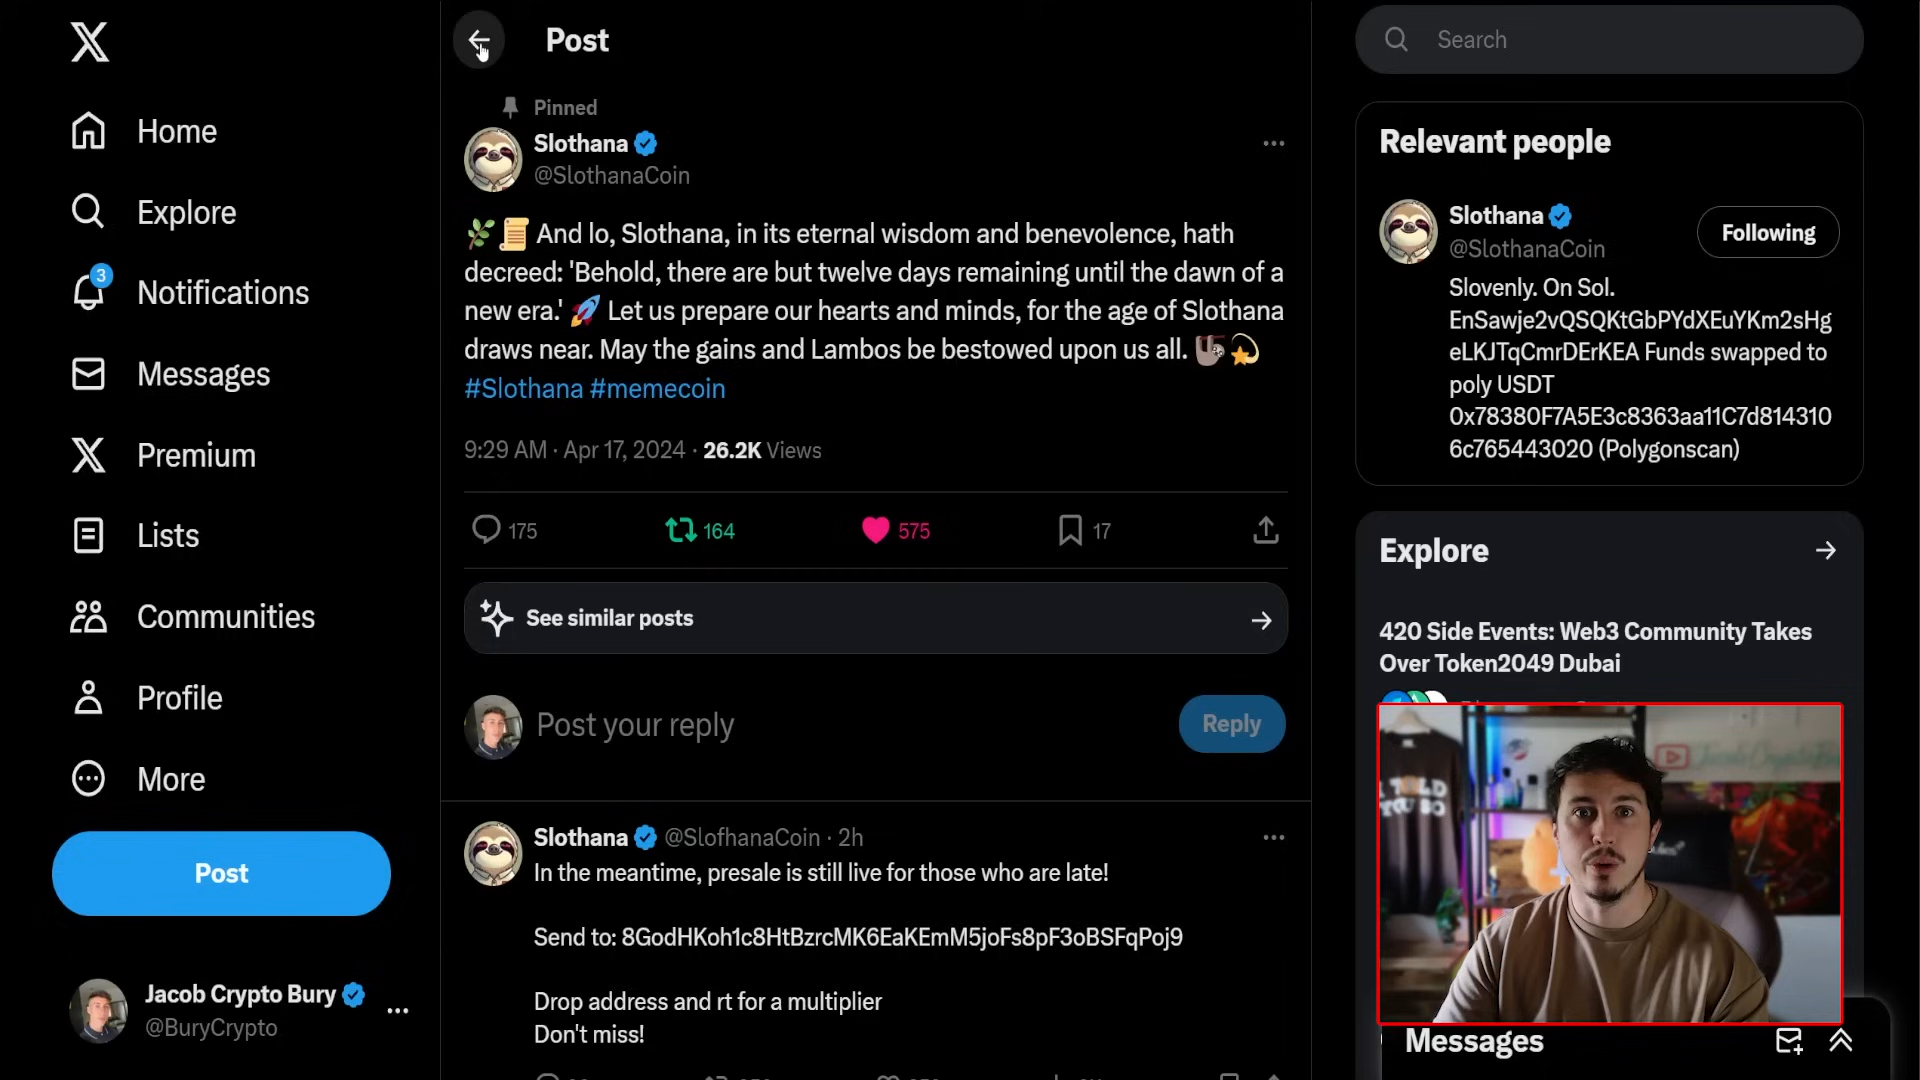 Home
Explore
3
Notifications
Messages
Premium
Lists
Communities
Profile
More
Post
Jacob Crypto Bury
@BuryCrypto
Post
Pinned
Slothana
@SlothanaCoin
And lo, Slothana, in its eternal wisdom and benevolence, hath
decreed: 'Behold, there are but twelve days remaining until the dawn of a
new era.' 🚀 Let us prepare our hearts and minds, for the age of Slothana
draws near. May the gains and Lambos be bestowed upon us all.
#Slothana #memecoin
9:29 AM · Apr 17, 2024 · 26.2K Views
175
164
575
17
See similar posts
Post your reply
Reply
Slothana @SlofhanaCoin · 2h
In the meantime, presale is still live for those who are late!
Send to: 8GodHKoh1c8HtBzrcMK6EaKEmM5joFs8pF3oBSFqPoj9
Drop address and rt for a multiplier
Don't miss!
Search
Relevant people
Slothana
@SlothanaCoin
Following
Slovenly. On Sol.
EnSawje2vQSQKtGbPYdXEuYKm2sHg
eLKJTqCmrDErKEA Funds swapped to
poly USDT
0x78380F7A5E3c8363aa11C7d814310
6c765443020 (Polygonscan)
Explore
420 Side Events: Web3 Community Takes
Over Token2049 Dubai
I TOLD
YOU SO
Messages